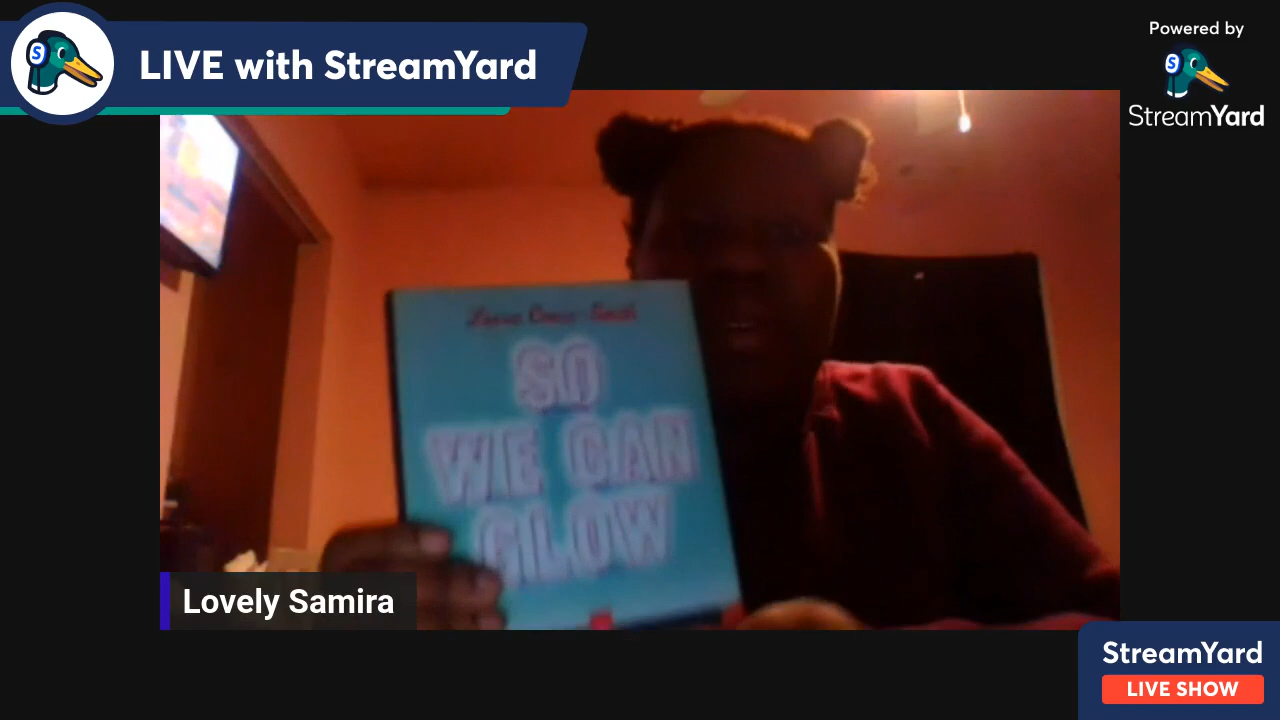 LIVE with StreamYard
Powered by
StreamYard
SO
WE CAN
GLOW
Lovely Samira
StreamYard
LIVE SHOW